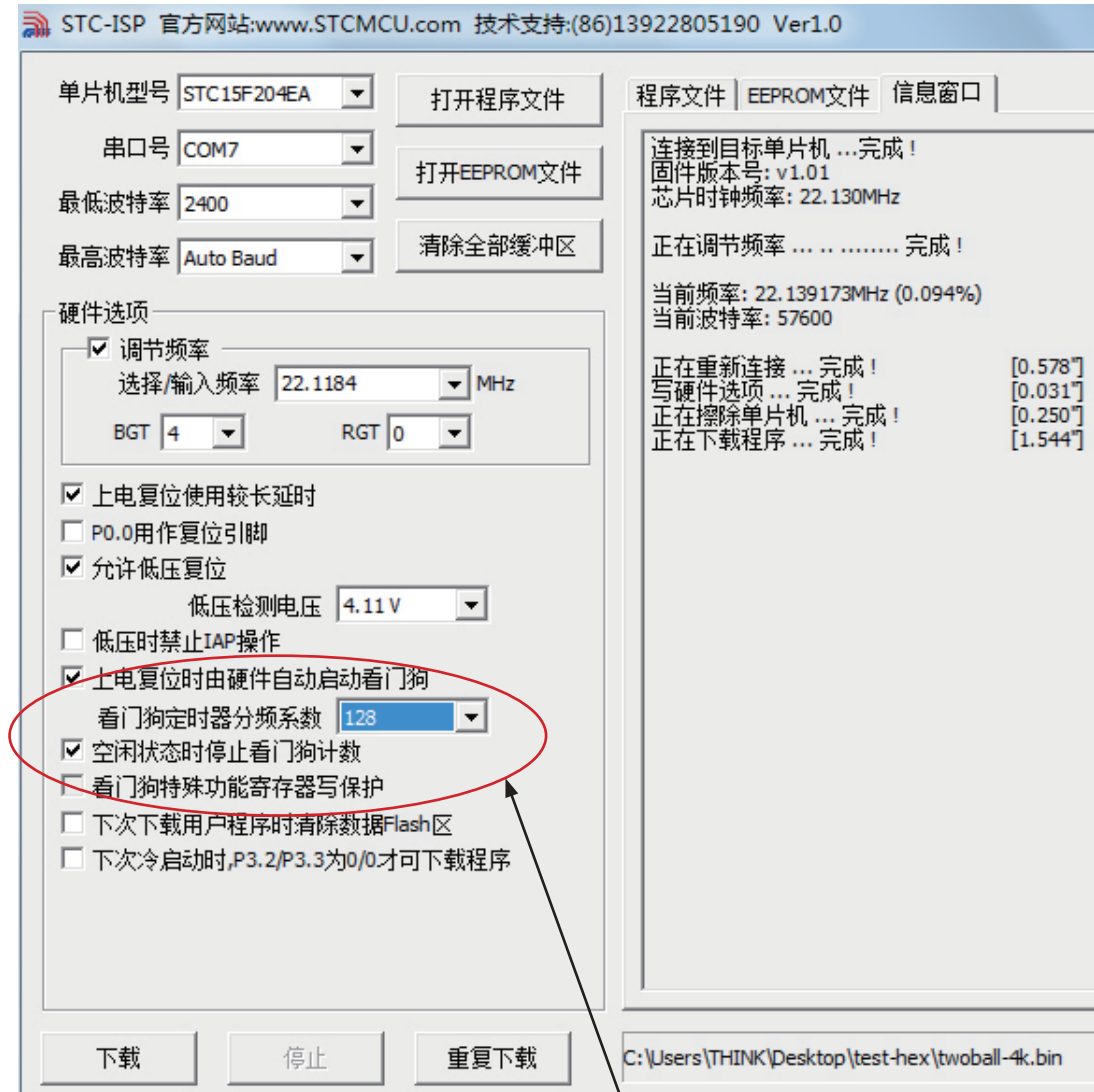 STC-ISP 官方网站:www.STCMCU.com 技术支持:(86)13922805190 Ver1.0
单片机型号 STC15F204EA
打开程序文件
串口号 COM7
打开EEPROM文件
最低波特率 2400
最高波特率 Auto Baud
清除全部缓冲区
硬件选项
调节频率
选择/输入频率 22.1184 MHz
BGT 4 RGT 0
上电复位使用较长延时
P0.0用作复位引脚
允许低压复位
低压检测电压 4.11 V
低压时禁止IAP操作
上电复位时由硬件自动启动看门狗
看门狗定时器分频系数 128
空闲状态时停止看门狗计数
看门狗特殊功能寄存器写保护
下次下载用户程序时清除数据Flash区
下次冷启动时,P3.2/P3.3为0/0才可下载程序
下载 停止 重复下载
程序文件 EEPROM文件 信息窗口
连接到目标单片机 ...完成 !
固件版本号: v1.01
芯片时钟频率: 22.130MHz
正在调节频率 ... .. ........ 完成 !
当前频率: 22.139173MHz (0.094%)
当前波特率: 57600
正在重新连接 ... 完成 ! [0.578"]
写硬件选项 ... 完成 ! [0.031"]
正在擦除单片机 ... 完成 ! [0.250"]
正在下载程序 ... 完成 ! [1.544"]
C:\Users\THINK\Desktop\test-hex\twoball-4k.bin